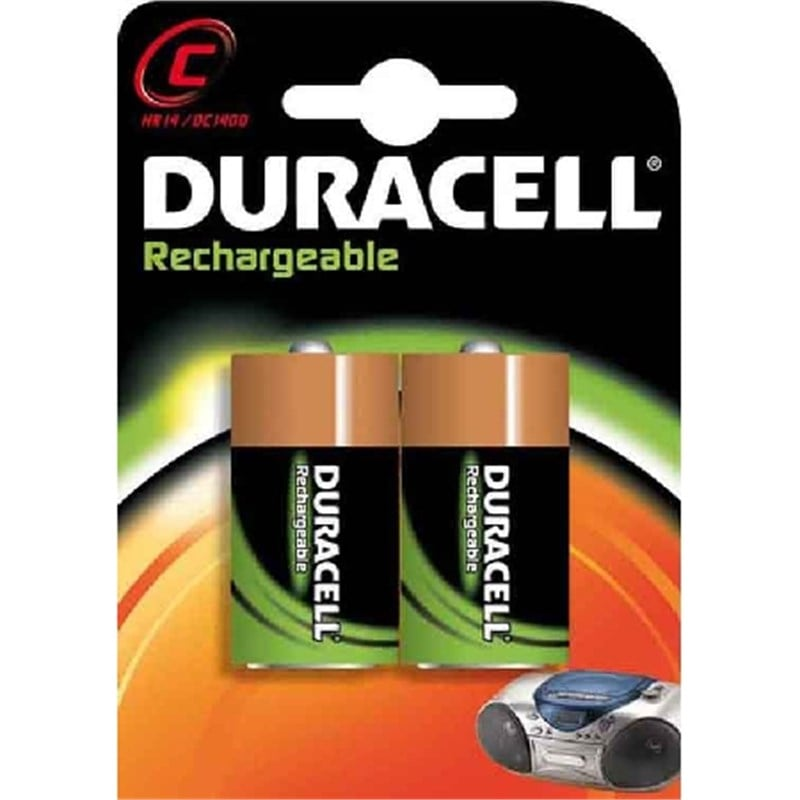 C
HR14 / DC1400
DURACELL®
Rechargeable
DURACELL
Rechargeable
DURACELL
Rechargeable